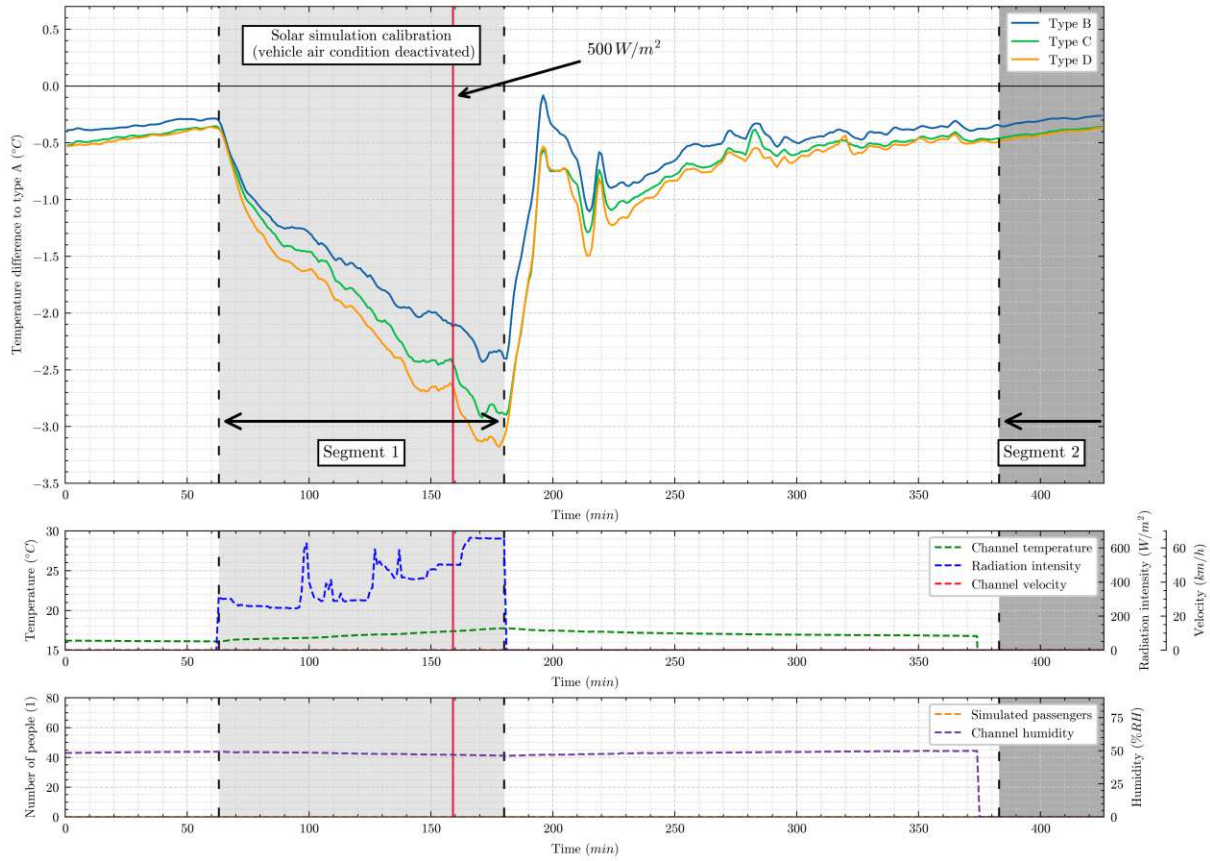 0.5
0.0
−0.5
−1.0
−1.5
−2.0
−2.5
−3.0
−3.5
Temperature difference to type A (°C)
Solar simulation calibration
(vehicle air condition deactivated)
500 W/m²
Type B
Type C
Type D
Segment 1
Segment 2
0 50 100 150 200 250 300 350 400
Time (min)
30
25
20
15
Temperature (°C)
Channel temperature
Radiation intensity
Channel velocity
600
400
200
0
Radiation intensity (W/m²)
60
40
20
0
Velocity (km/h)
0 50 100 150 200 250 300 350 400
Time (min)
80
60
40
20
0
Number of people (1)
Simulated passengers
Channel humidity
75
50
25
0
Humidity (%RH)
0 50 100 150 200 250 300 350 400
Time (min)